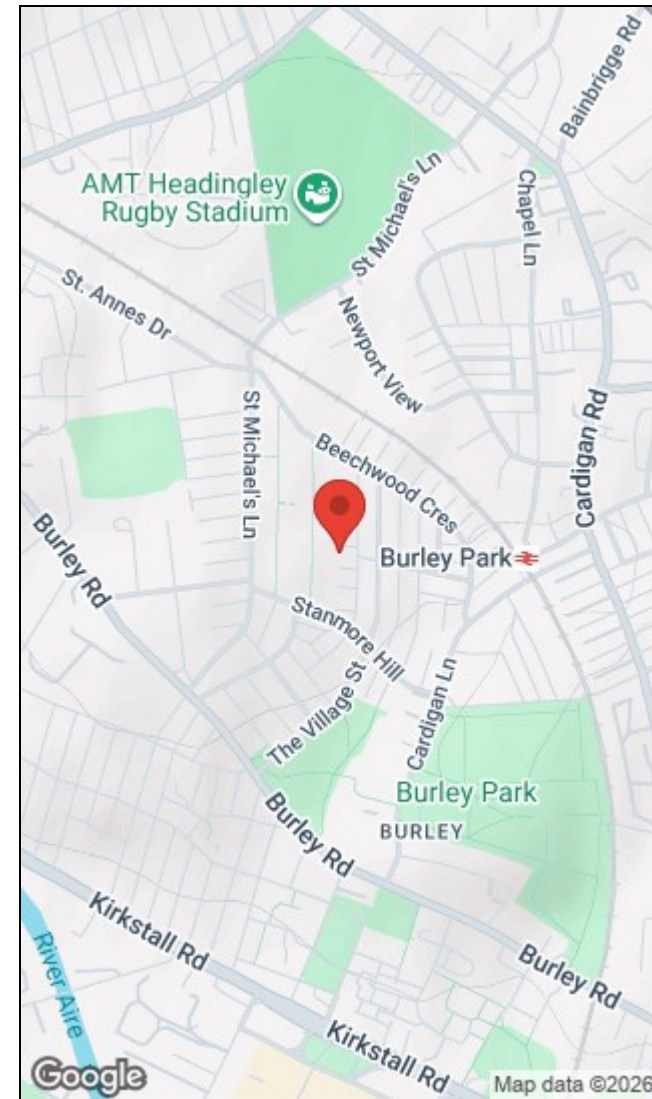 Bainbrigge Rd
AMT Headingley
Rugby Stadium
St Michael's Ln
Chapel Ln
St. Annes Dr
Newport View
St Michael's Ln
Beechwood Cres
Cardigan Rd
Burley Rd
Burley Park
Stanmore Hill
The Village St
Cardigan Ln
Burley Park
BURLEY
Burley Rd
Kirkstall Rd
River Aire
Burley Rd
Kirkstall Rd
Google
Map data ©2026